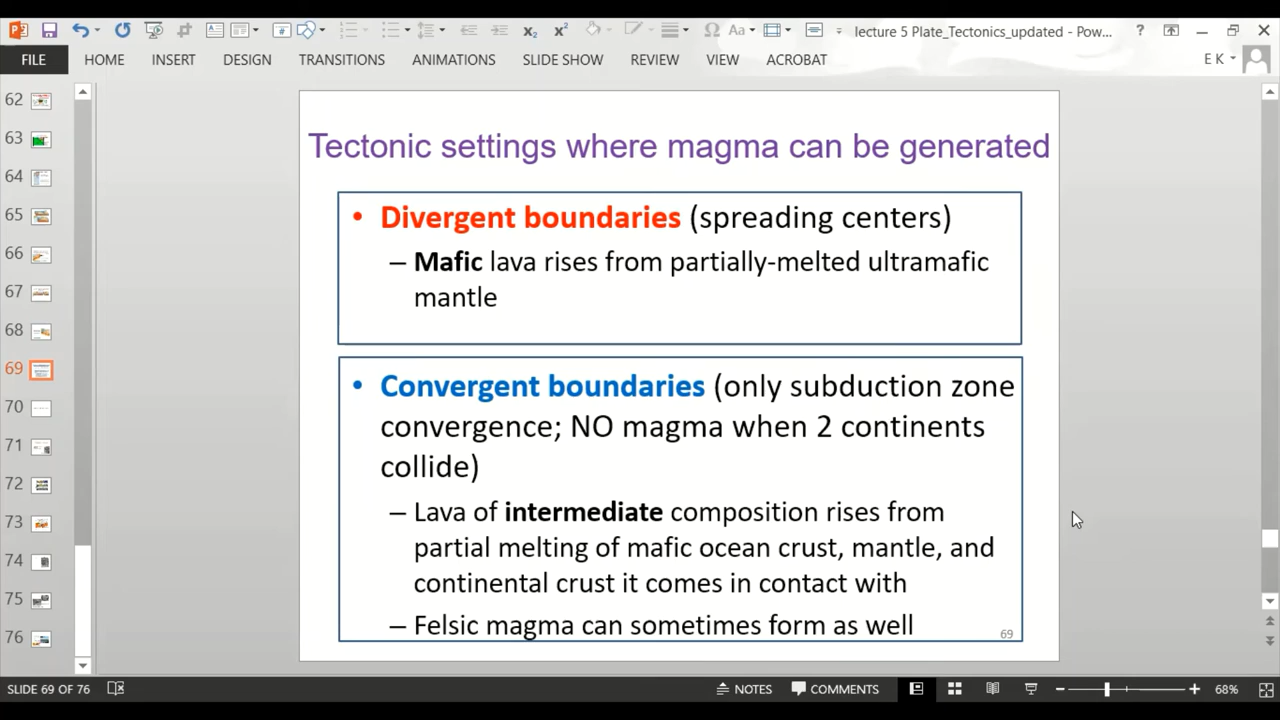 lecture 5 Plate_Tectonics_updated - Pow...
?
FILE HOME INSERT DESIGN TRANSITIONS ANIMATIONS SLIDE SHOW REVIEW VIEW ACROBAT E K
62
63
64
65
66
67
68
69
70
71
72
73
74
75
76
Tectonic settings where magma can be generated
• Divergent boundaries (spreading centers)
– Mafic lava rises from partially-melted ultramafic
mantle
• Convergent boundaries (only subduction zone
convergence; NO magma when 2 continents
collide)
– Lava of intermediate composition rises from
partial melting of mafic ocean crust, mantle, and
continental crust it comes in contact with
– Felsic magma can sometimes form as well
69
SLIDE 69 OF 76 NOTES COMMENTS 68%